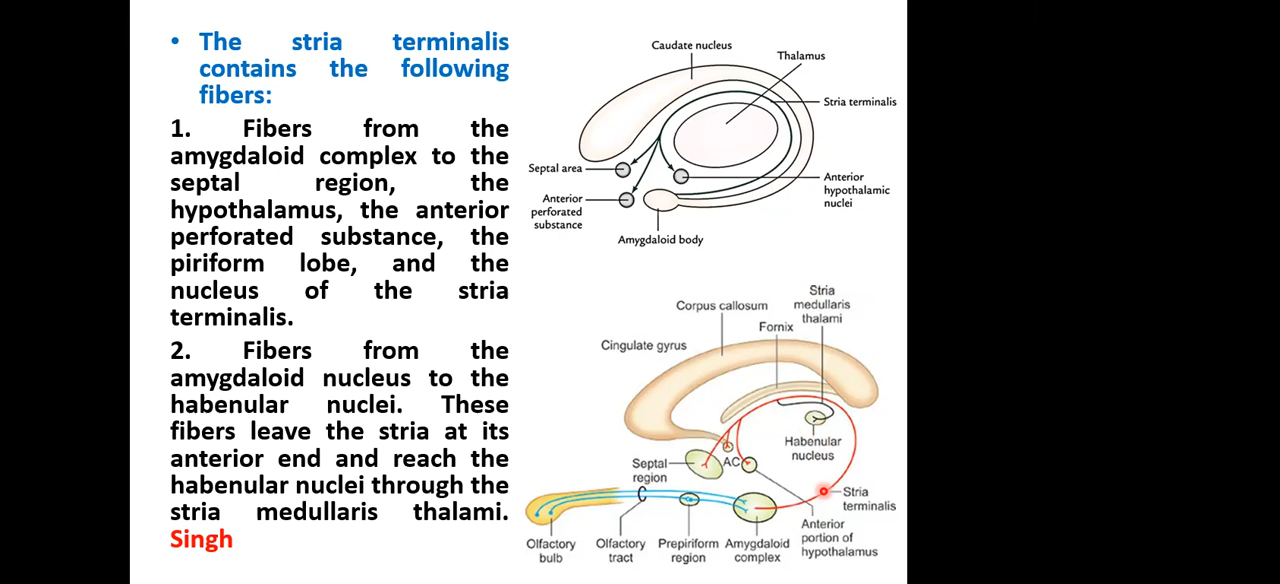 • The stria terminalis
contains the following
fibers:
1. Fibers from the
amygdaloid complex to the
septal region, the
hypothalamus, the anterior
perforated substance, the
piriform lobe, and the
nucleus of the stria
terminalis.
2. Fibers from the
amygdaloid nucleus to the
habenular nuclei. These
fibers leave the stria at its
anterior end and reach the
habenular nuclei through the
stria medullaris thalami.
Singh
Caudate nucleus
Thalamus
Stria terminalis
Septal area
Anterior
hypothalamic
nuclei
Anterior
perforated
substance
Amygdaloid body
Stria
medullaris
thalami
Corpus callosum
Fornix
Cingulate gyrus
Habenular
nucleus
Septal
region
AC
Stria
terminalis
Anterior
portion of
hypothalamus
Olfactory
bulb
Olfactory
tract
Prepiriform
region
Amygdaloid
complex